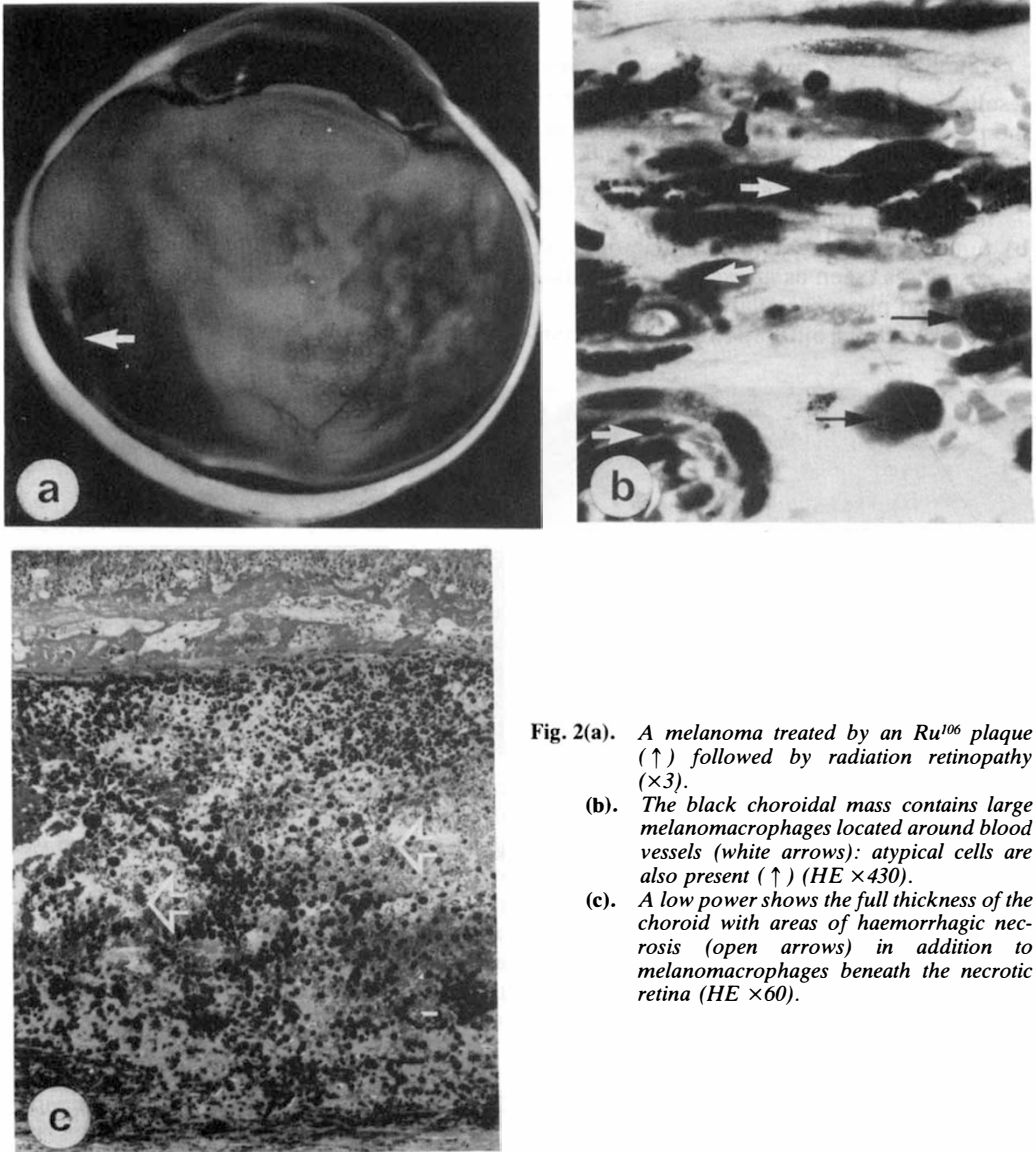 a
b
c
Fig. 2(a). A melanoma treated by an Ru¹⁰⁶ plaque
(↑) followed by radiation retinopathy
(×3).
(b). The black choroidal mass contains large
melanomacrophages located around blood
vessels (white arrows): atypical cells are
also present (↑) (HE ×430).
(c). A low power shows the full thickness of the
choroid with areas of haemorrhagic nec-
rosis (open arrows) in addition to
melanomacrophages beneath the necrotic
retina (HE ×60).